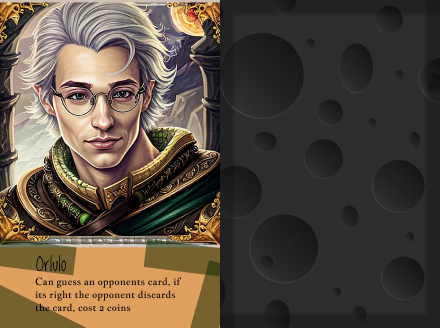 Orlulo
Can guess an opponents card, if
its right the opponent discards
the card, cost 2 coins